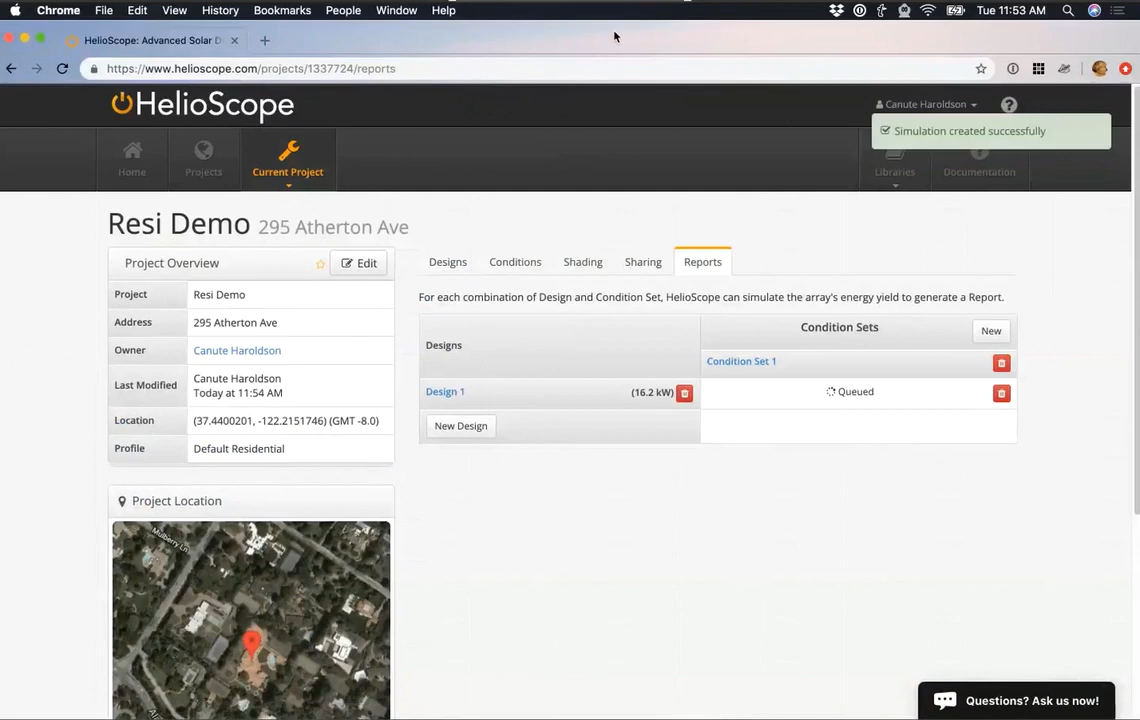 Chrome File Edit View History Bookmarks People Window Help Tue 11:53 AM
HelioScope: Advanced Solar D
https://www.helioscope.com/projects/1337724/reports
HelioScope
Canute Haroldson
Simulation created successfully
Home
Projects
Current Project
Libraries
Documentation
Resi Demo 295 Atherton Ave
Project Overview
Edit
Project Resi Demo
Address 295 Atherton Ave
Owner Canute Haroldson
Last Modified Canute Haroldson
Today at 11:54 AM
Location (37.4400201, -122.2151746) (GMT -8.0)
Profile Default Residential
Project Location
Mulberry Ln
Designs Conditions Shading Sharing Reports
For each combination of Design and Condition Set, HelioScope can simulate the array's energy yield to generate a Report.
Designs
Condition Sets
New
Condition Set 1
Design 1 (16.2 kW)
Queued
New Design
Questions? Ask us now!